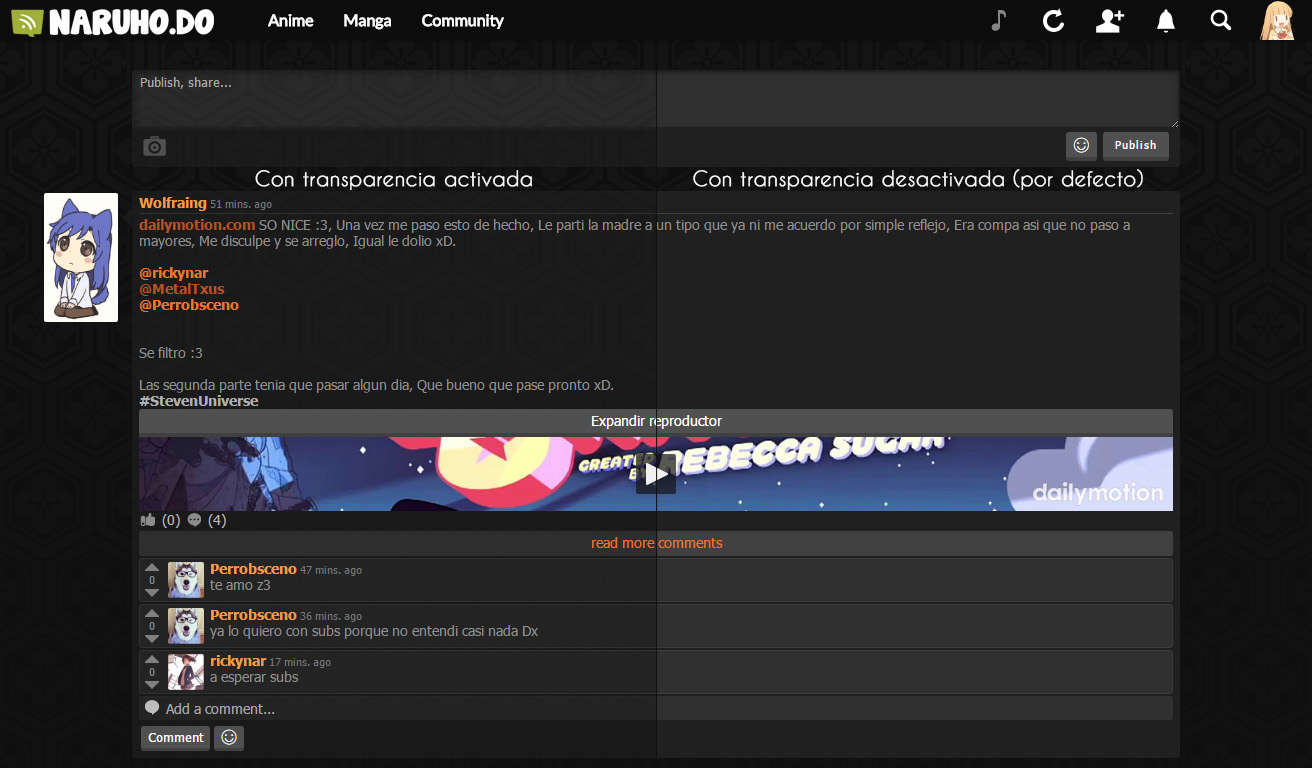 NARUHO.DO Anime Manga Community
Publish, share...
Publish
Con transparencia activada Con transparencia desactivada (por defecto)
Wolfraing 51 mins. ago
dailymotion.com SO NICE :3, Una vez me paso esto de hecho, Le parti la madre a un tipo que ya ni me acuerdo por simple reflejo, Era compa asi que no paso a
mayores, Me disculpe y se arreglo, Igual le dolio xD.
@rickynar
@MetalTxus
@Perrobsceno
Se filtro :3
Las segunda parte tenia que pasar algun dia, Que bueno que pase pronto xD.
#StevenUniverse
Expandir reproductor
CREATED
BY REBECCA SUGAR
dailymotion
(0) (4)
read more comments
Perrobsceno 47 mins. ago
0 te amo z3
Perrobsceno 36 mins. ago
0 ya lo quiero con subs porque no entendi casi nada Dx
rickynar 17 mins. ago
0 a esperar subs
Add a comment...
Comment